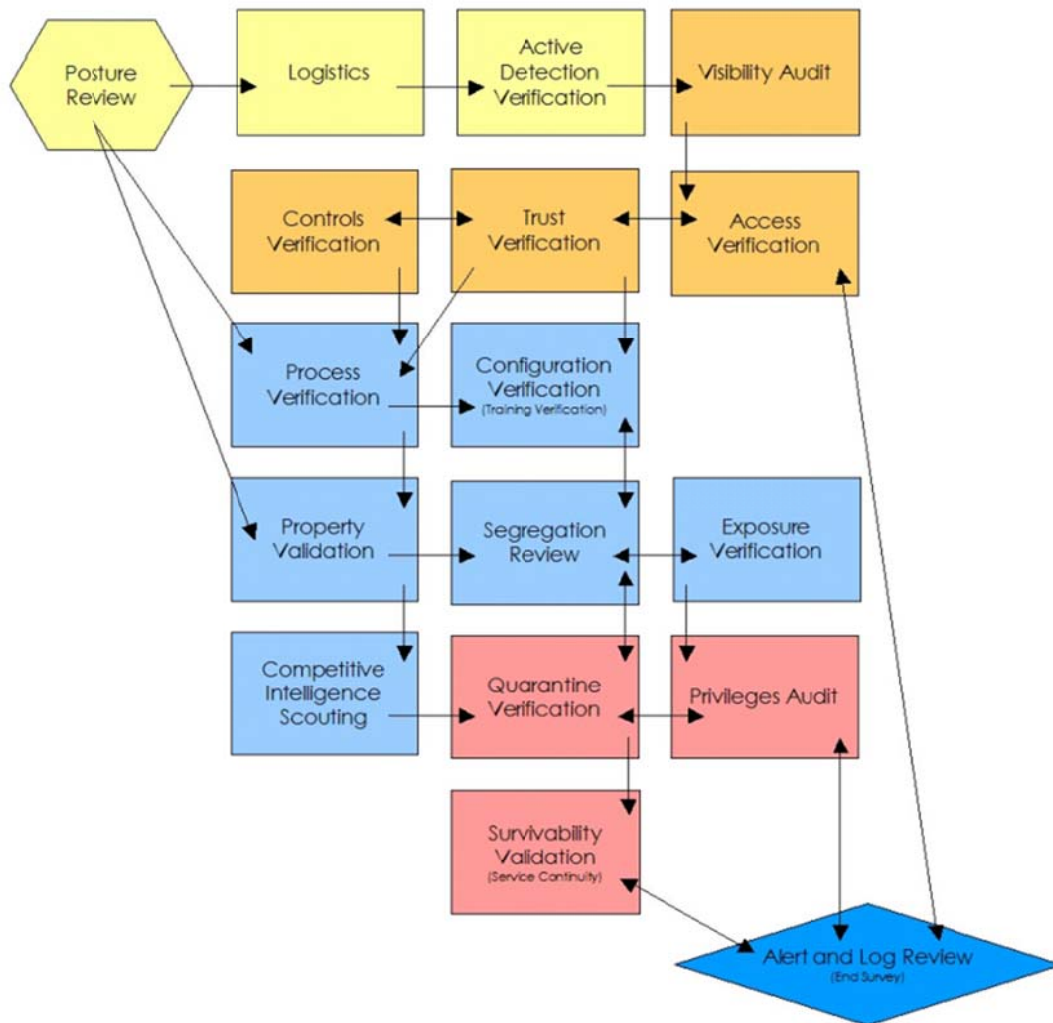 Posture
Review
Logistics
Active
Detection
Verification
Visibility Audit
Controls
Verification
Trust
Verification
Access
Verification
Process
Verification
Configuration
Verification
(Training Verification)
Property
Validation
Segregation
Review
Exposure
Verification
Competitive
Intelligence
Scouting
Quarantine
Verification
Privileges Audit
Survivability
Validation
(Service Continuity)
Alert and Log Review
(End Survey)